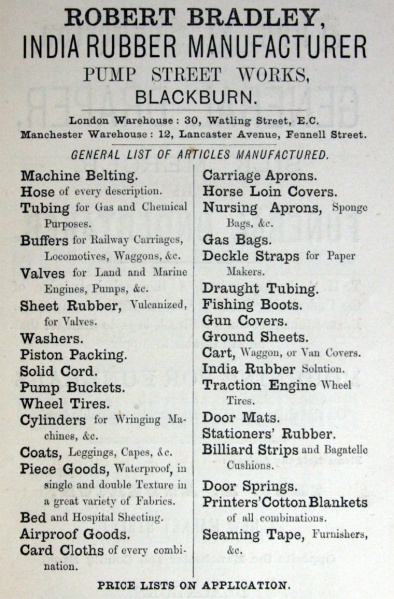 ROBERT BRADLEY,
INDIA RUBBER MANUFACTURER
PUMP STREET WORKS,
BLACKBURN.
London Warehouse : 30, Watling Street, E.C.
Manchester Warehouse : 12, Lancaster Avenue, Fennell Street.
GENERAL LIST OF ARTICLES MANUFACTURED.
Machine Belting.
Hose of every description.
Tubing for Gas and Chemical
Purposes.
Buffers for Railway Carriages,
Locomotives, Waggons, &c.
Valves for Land and Marine
Engines, Pumps, &c.
Sheet Rubber, Vulcanized,
for Valves.
Washers.
Piston Packing.
Solid Cord.
Pump Buckets.
Wheel Tires.
Cylinders for Wringing Ma-
chines, &c.
Coats, Leggings, Capes, &c.
Piece Goods, Waterproof, in
single and double Texture in
a great variety of Fabrics.
Bed and Hospital Sheeting.
Airproof Goods.
Card Cloths of every combi-
nation.
Carriage Aprons.
Horse Loin Covers.
Nursing Aprons, Sponge
Bags, &c.
Gas Bags.
Deckle Straps for Paper
Makers.
Draught Tubing.
Fishing Boots.
Gun Covers.
Ground Sheets.
Cart, Waggon, or Van Covers.
India Rubber Solution.
Traction Engine Wheel
Tires.
Door Mats.
Stationers' Rubber.
Billiard Strips and Bagatelle
Cushions.
Door Springs.
Printers' Cotton Blankets
of all combinations.
Seaming Tape, Furnishers,
&c.
PRICE LISTS ON APPLICATION.